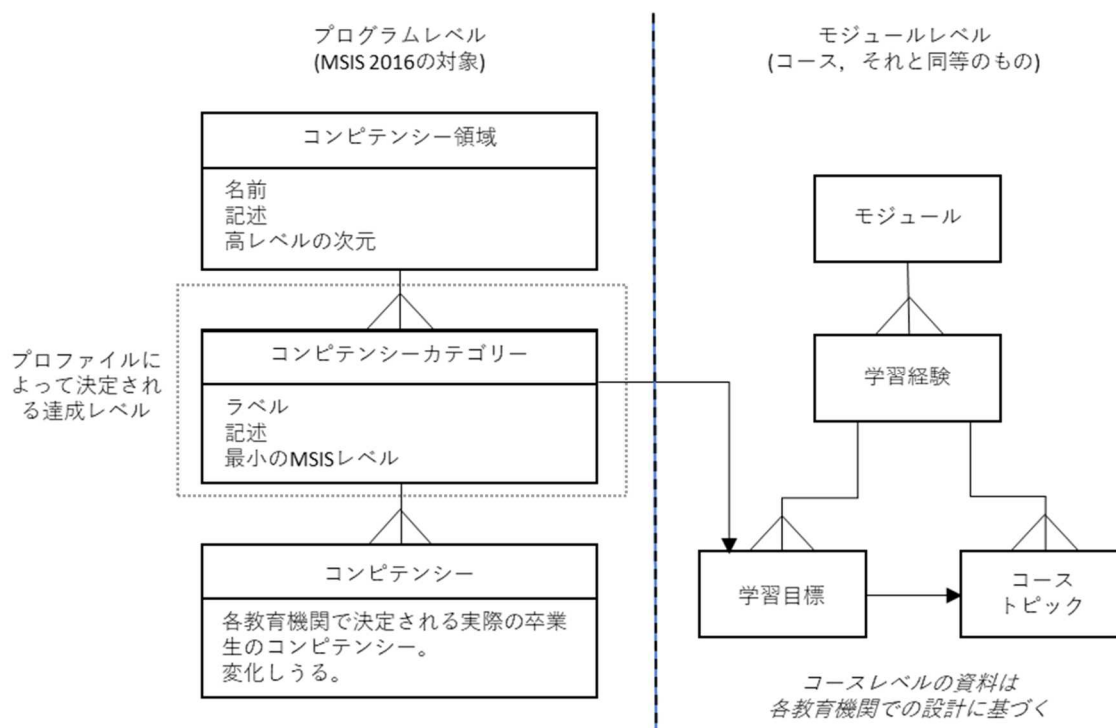 プログラムレベル
(MSIS 2016の対象)
コンピテンシー領域
名前
記述
高レベルの次元
プロファイルに
よって決定され
る達成レベル
コンピテンシーカテゴリー
ラベル
記述
最小のMSISレベル
コンピテンシー
各教育機関で決定される実際の卒業
生のコンピテンシー。
変化しうる。
モジュールレベル
(コース，それと同等のもの)
モジュール
学習経験
学習目標
コース
トピック
コースレベルの資料は
各教育機関での設計に基づく